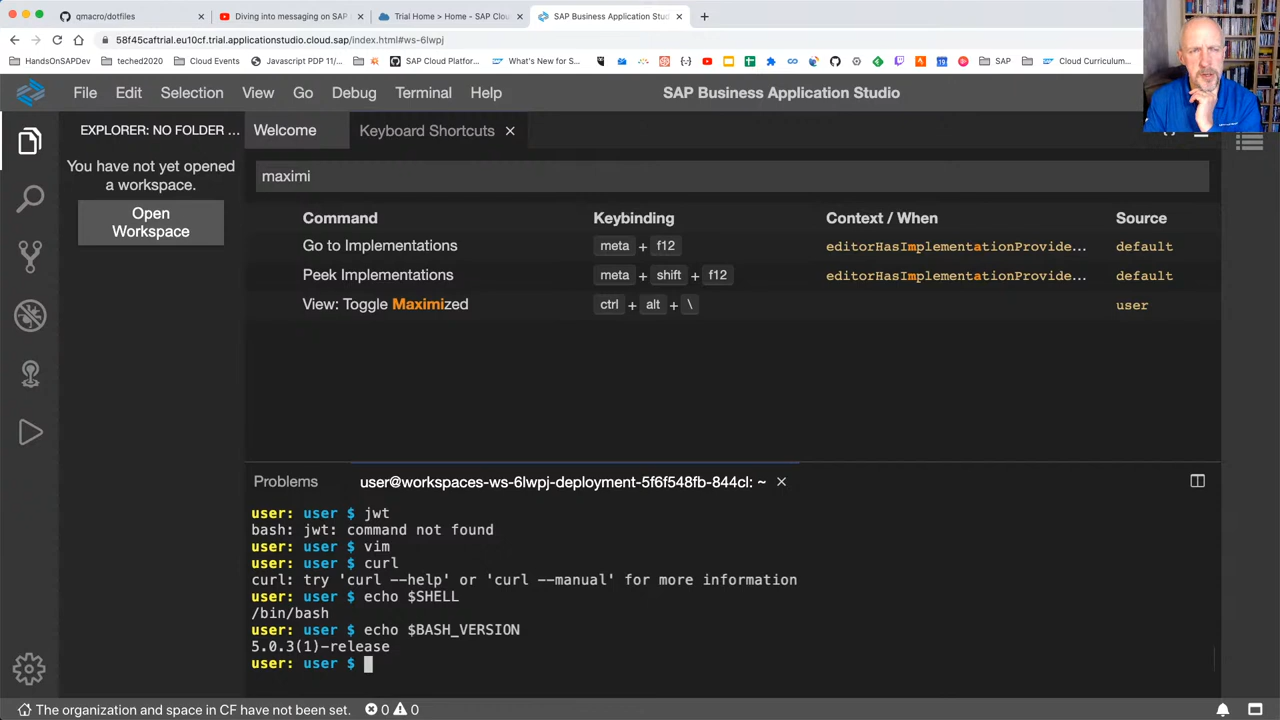 qmacro/dotfiles
Diving into messaging on SAP
Trial Home > Home - SAP Cloud
SAP Business Application Studio
58f45caftrial.eu10cf.trial.applicationstudio.cloud.sap/index.html#ws-6lwpj
HandsOnSAPDev
teched2020
Cloud Events
Javascript PDP 11/...
SAP Cloud Platfor...
What's New for S...
SAP
Cloud Curriculum...
File Edit Selection View Go Debug Terminal Help
SAP Business Application Studio
EXPLORER: NO FOLDER ...
Welcome
Keyboard Shortcuts
You have not yet opened
a workspace.
Open
Workspace
maximi
Command Keybinding Context / When Source
Go to Implementations meta + f12 editorHasImplementationProvide... default
Peek Implementations meta + shift + f12 editorHasImplementationProvide... default
View: Toggle Maximized ctrl + alt + \ user
Problems
user@workspaces-ws-6lwpj-deployment-5f6f548fb-844cl: ~
user: user $ jwt
bash: jwt: command not found
user: user $ vim
user: user $ curl
curl: try 'curl --help' or 'curl --manual' for more information
user: user $ echo $SHELL
/bin/bash
user: user $ echo $BASH_VERSION
5.0.3(1)-release
user: user $
The organization and space in CF have not been set. 0 0